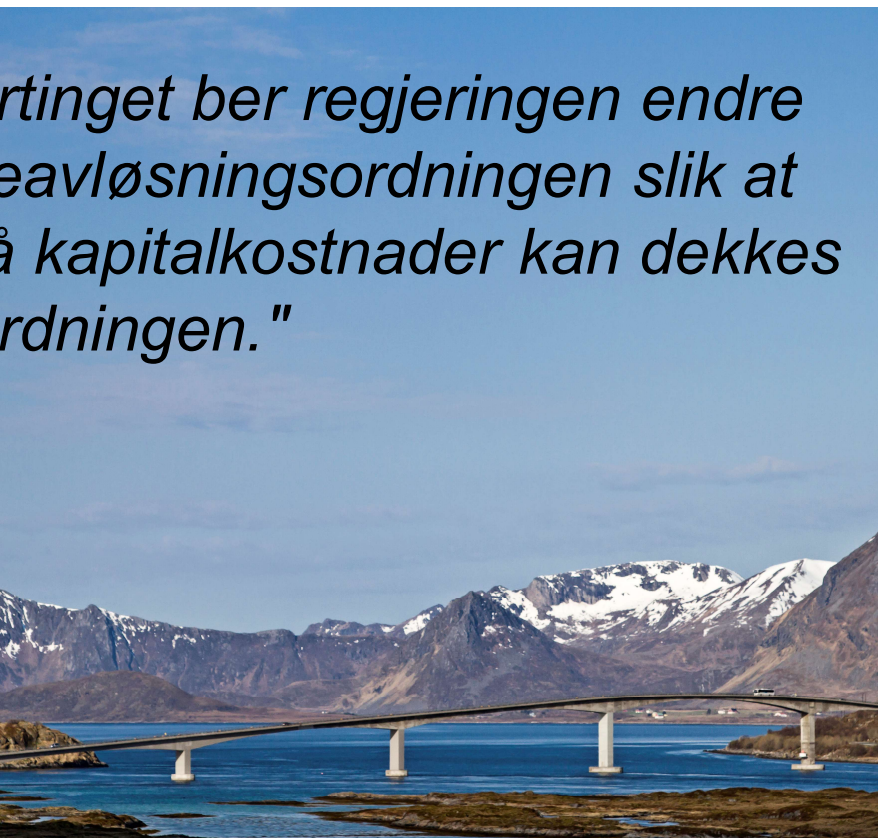 rtinget ber regjeringen endre
eavløsningsordningen slik at
å kapitalkostnader kan dekkes
rdningen."